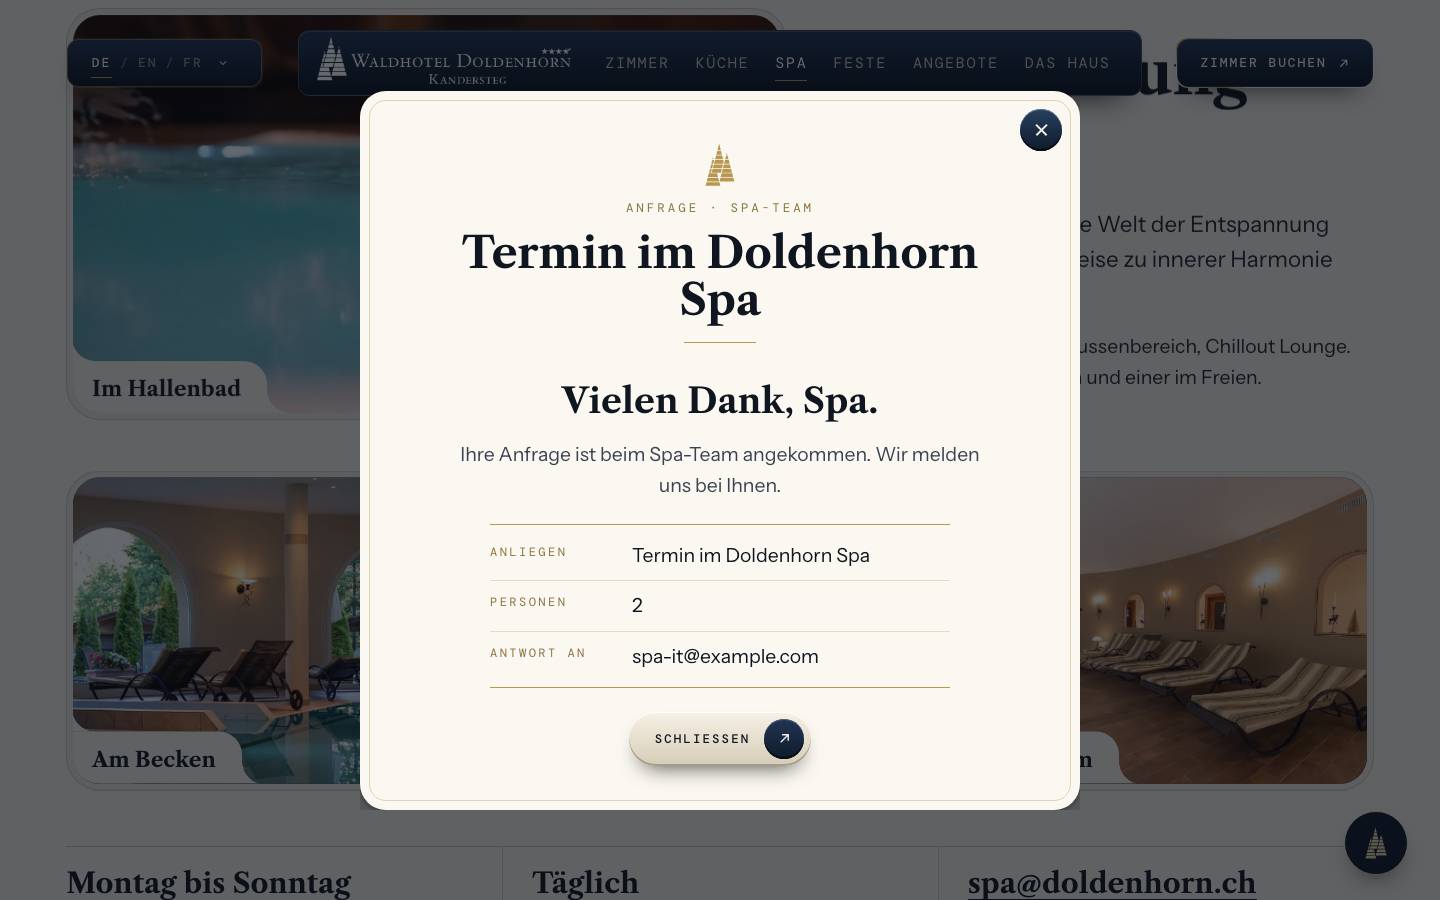 DE / EN / FR
WALDHOTEL DOLDENHORN
KANDERSTEG
ZIMMER KÜCHE SPA FESTE ANGEBOTE DAS HAUS
ZIMMER BUCHEN ↗
ung
ANFRAGE · SPA-TEAM
Termin im Doldenhorn
Spa
e Welt der Entspannung
eise zu innerer Harmonie
ussenbereich, Chillout Lounge.
und einer im Freien.
Im Hallenbad
Vielen Dank, Spa.
Ihre Anfrage ist beim Spa-Team angekommen. Wir melden
uns bei Ihnen.
ANLIEGEN Termin im Doldenhorn Spa
PERSONEN 2
ANTWORT AN spa-it@example.com
SCHLIESSEN ↗
Am Becken
m
Montag bis Sonntag
Täglich
spa@doldenhorn.ch